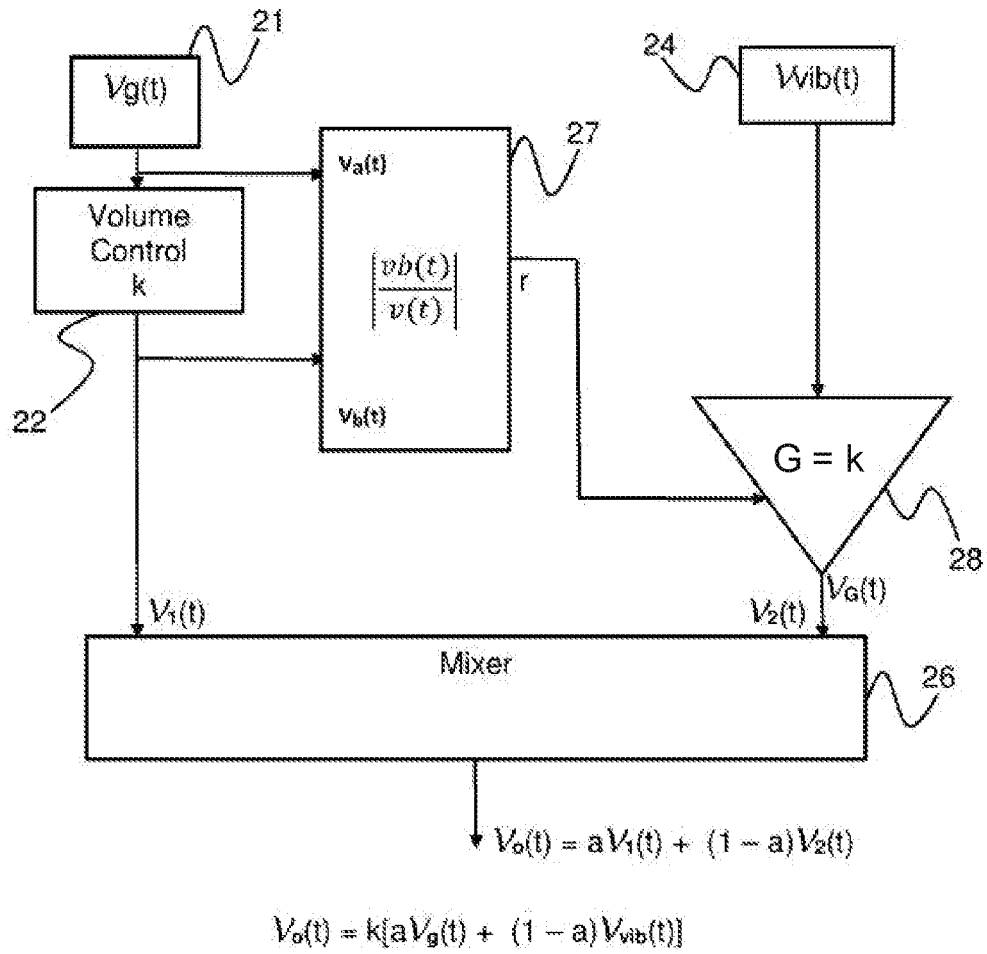 21
Vg(t)
24
Vvib(t)
27
va(t)
Volume
Control
k
|vb(t)/v(t)|
r
22
vb(t)
G = k
28
VG(t)
V1(t)
V2(t)
Mixer
26
Vo(t) = aV1(t) + (1 − a)V2(t)
Vo(t) = k[aVg(t) + (1 − a)Vvib(t)]